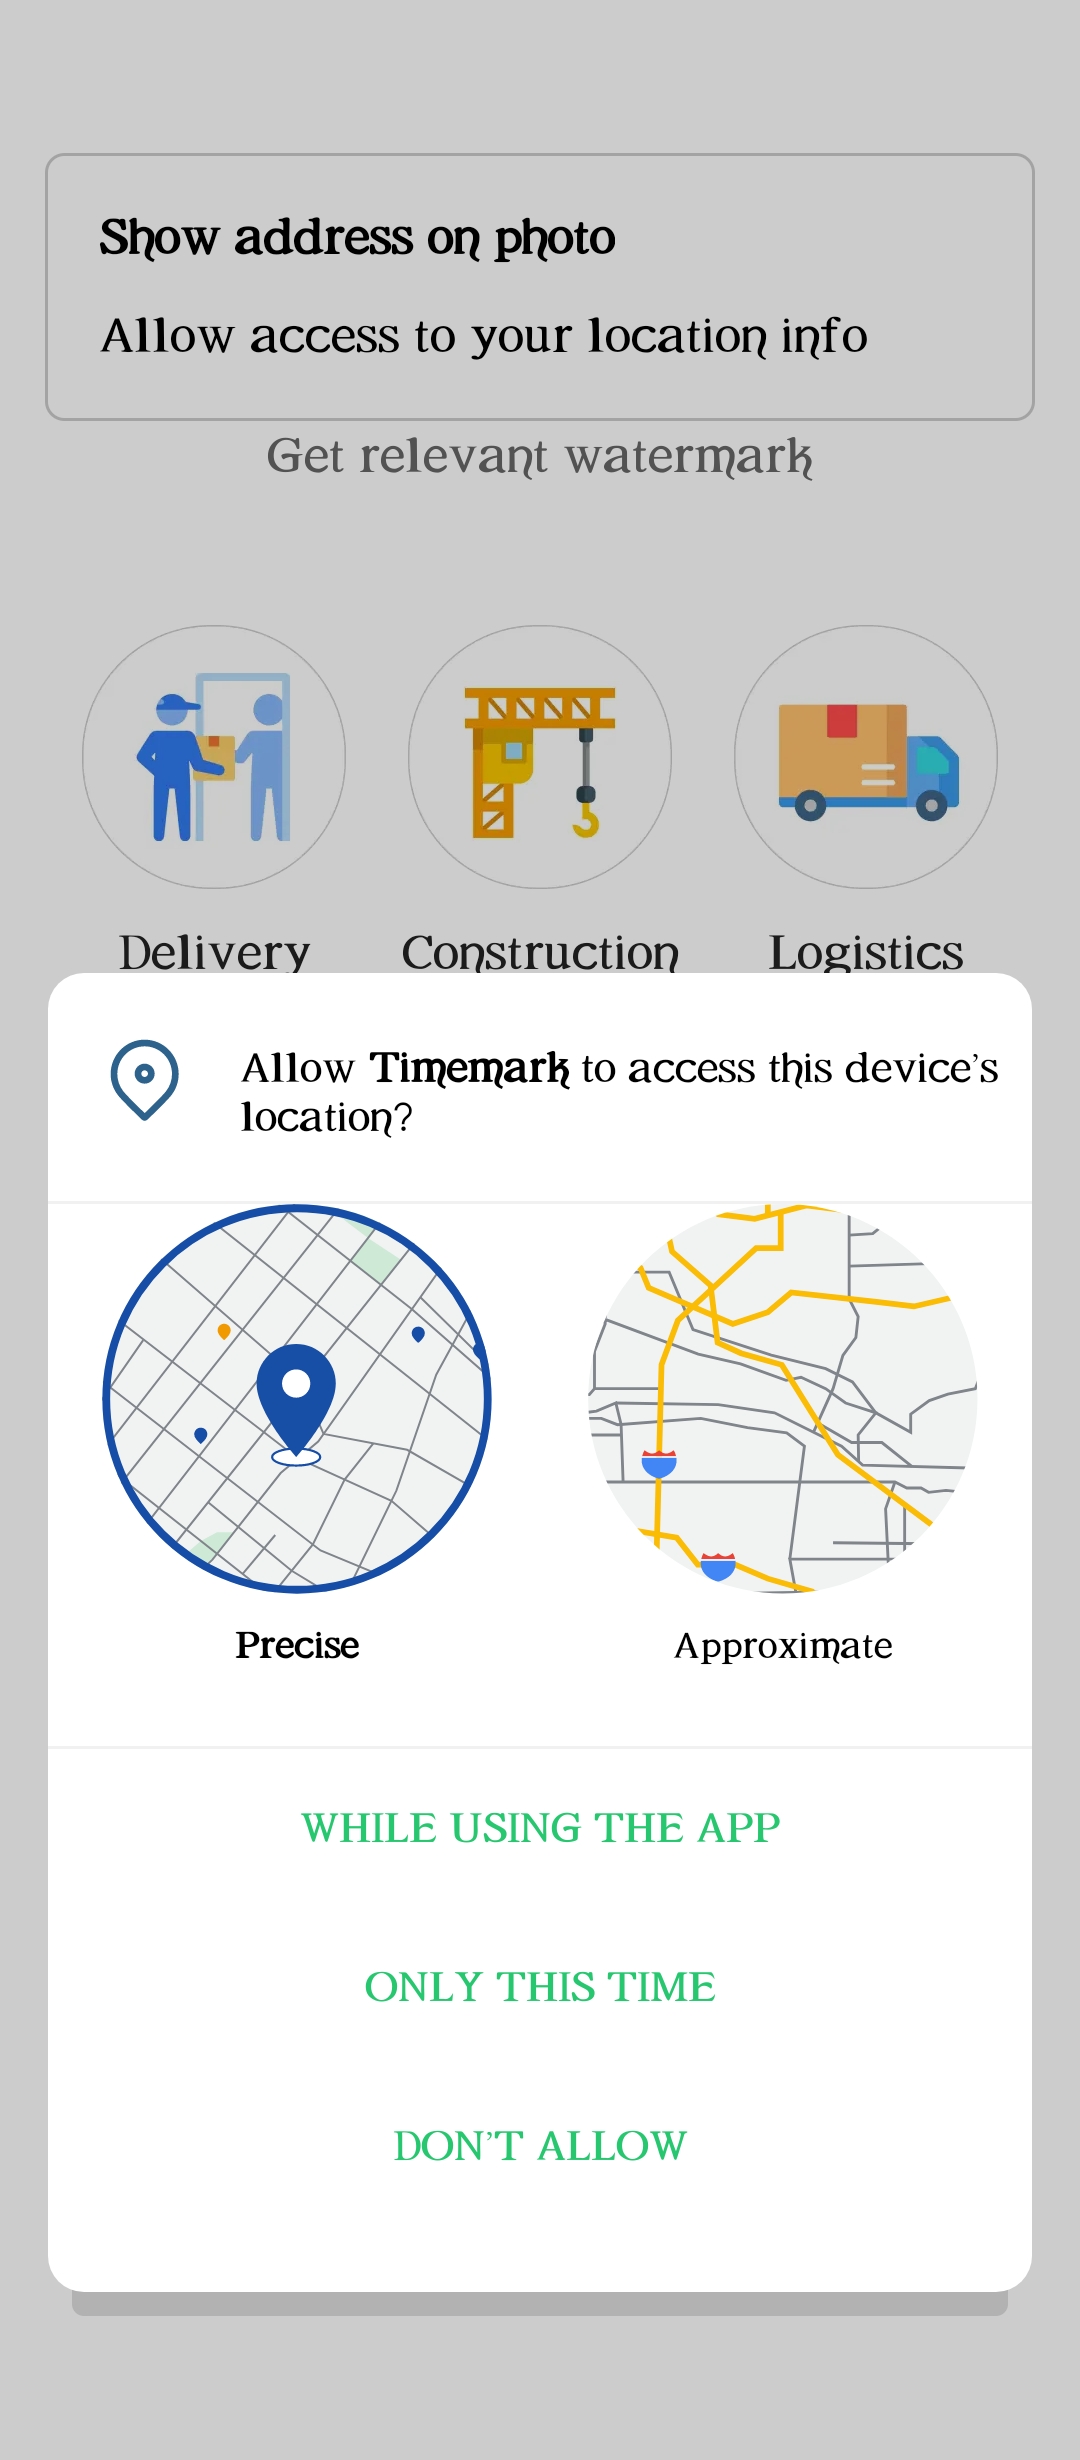 Show address on photo
Allow access to your location info
Get relevant watermark
Delivery Construction Logistics
Allow Timemark to access this device’s
location?
Precise Approximate
WHILE USING THE APP
ONLY THIS TIME
DON’T ALLOW